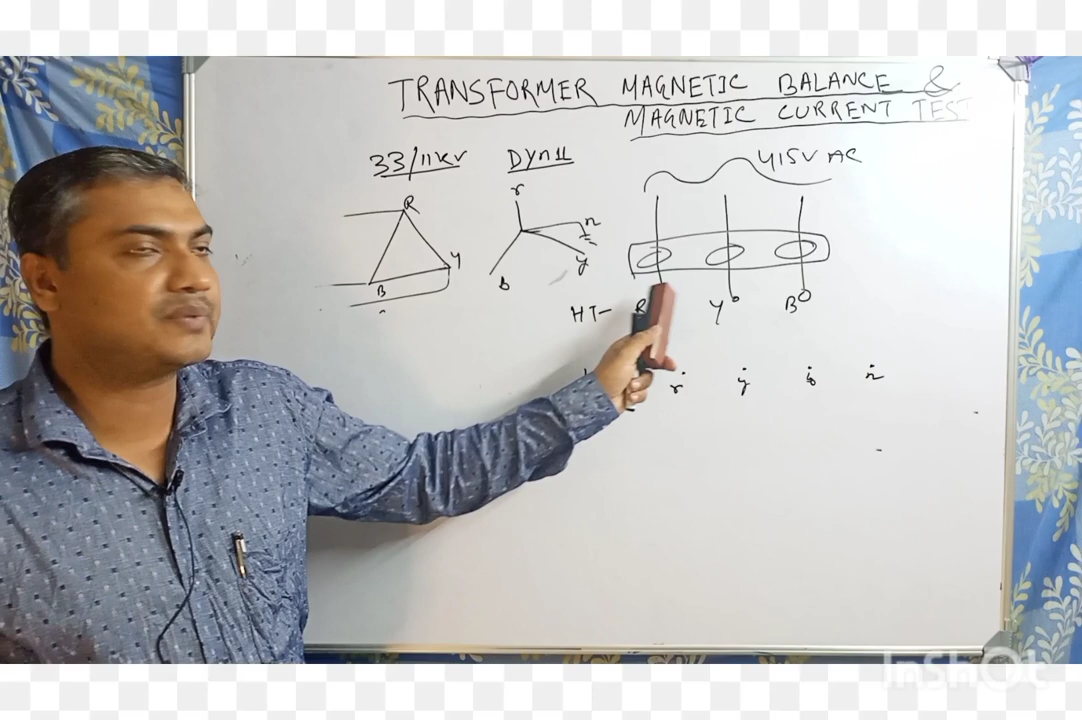 TRANSFORMER MAGNETIC BALANCE &
MAGNETIC CURRENT TEST
33/11kv DYn11 415V AC
R
Y
B
r
n
y
b
HT- R Y B
r y b n
InShOt